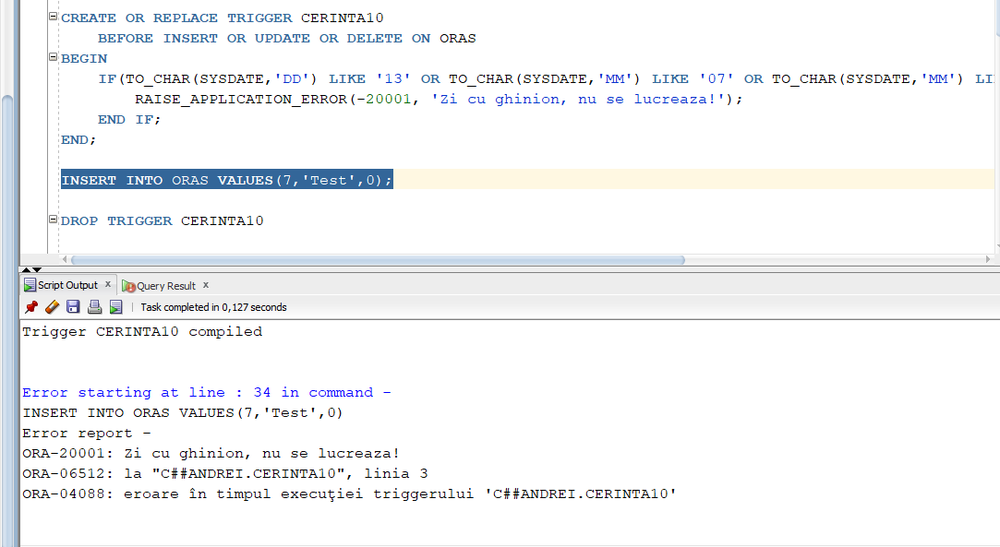 CREATE OR REPLACE TRIGGER CERINTA10
BEFORE INSERT OR UPDATE OR DELETE ON ORAS
BEGIN
IF(TO_CHAR(SYSDATE,'DD') LIKE '13' OR TO_CHAR(SYSDATE,'MM') LIKE '07' OR TO_CHAR(SYSDATE,'MM') LI
RAISE_APPLICATION_ERROR(-20001, 'Zi cu ghinion, nu se lucreaza!');
END IF;
END;
INSERT INTO ORAS VALUES(7,'Test',0);
DROP TRIGGER CERINTA10
Script Output x Query Result x
Task completed in 0,127 seconds
Trigger CERINTA10 compiled
Error starting at line : 34 in command -
INSERT INTO ORAS VALUES(7,'Test',0)
Error report -
ORA-20001: Zi cu ghinion, nu se lucreaza!
ORA-06512: la "C##ANDREI.CERINTA10", linia 3
ORA-04088: eroare în timpul execuţiei triggerului 'C##ANDREI.CERINTA10'